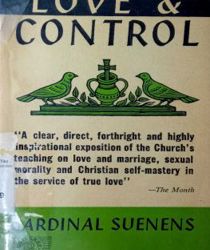 LOVE &
CONTROL
"A clear, direct, forthright and highly
inspirational exposition of the Church's
teaching on love and marriage, sexual
morality and Christian self-mastery in
the service of true love"
—The Month
CARDINAL SUENENS